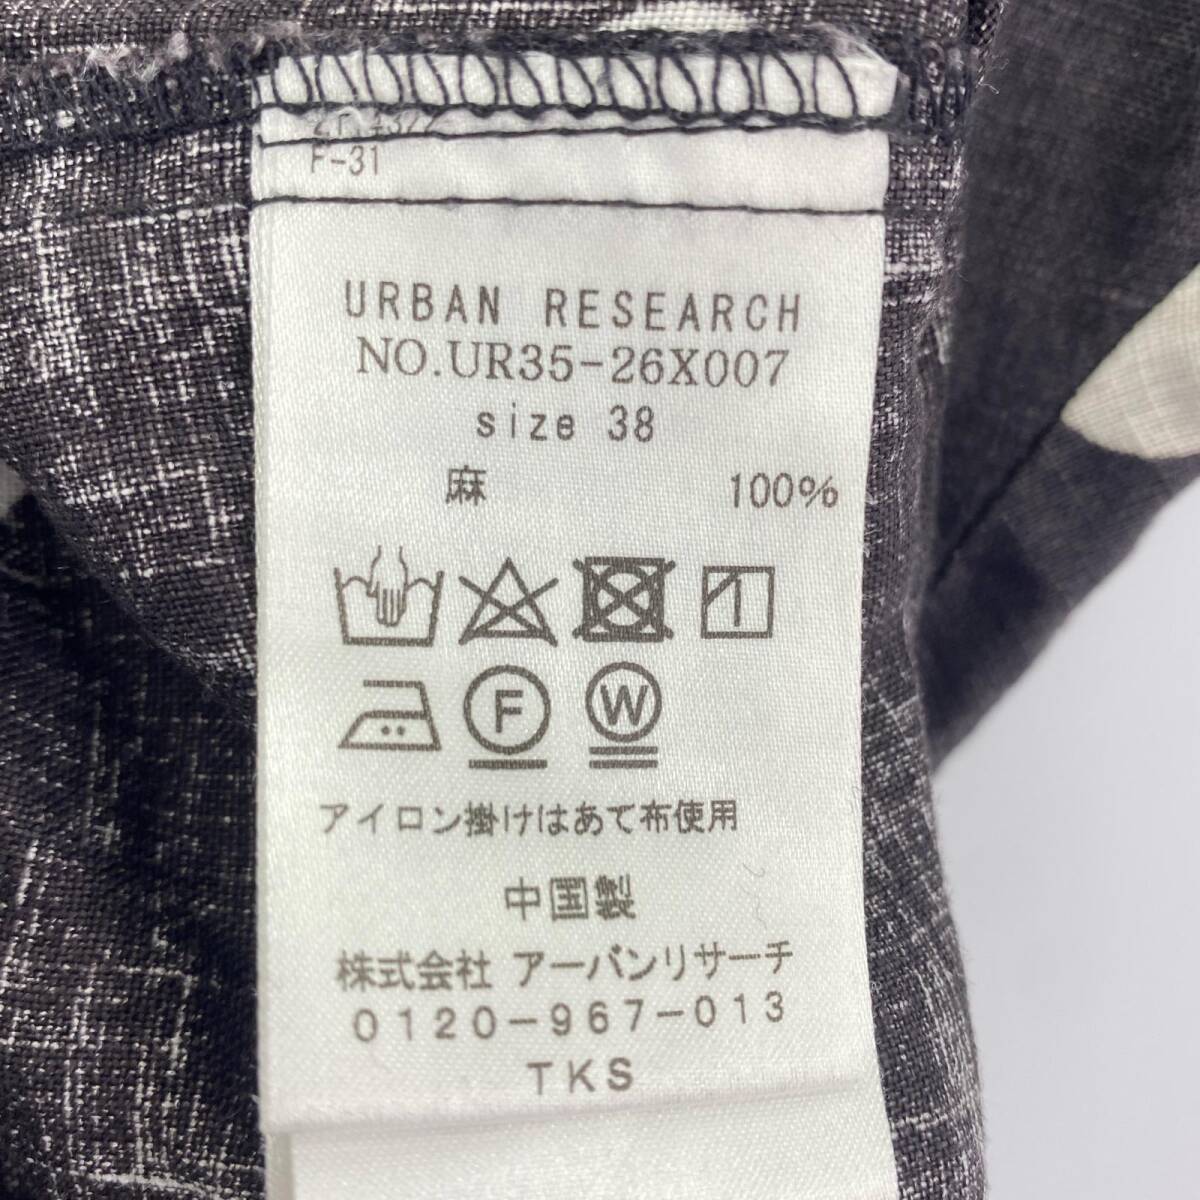 F-31
URBAN RESEARCH
NO.UR35-26X007
size 38
麻 100%
F W
アイロン掛けはあて布使用
中国製
株式会社 アーバンリサーチ
0120-967-013
TKS